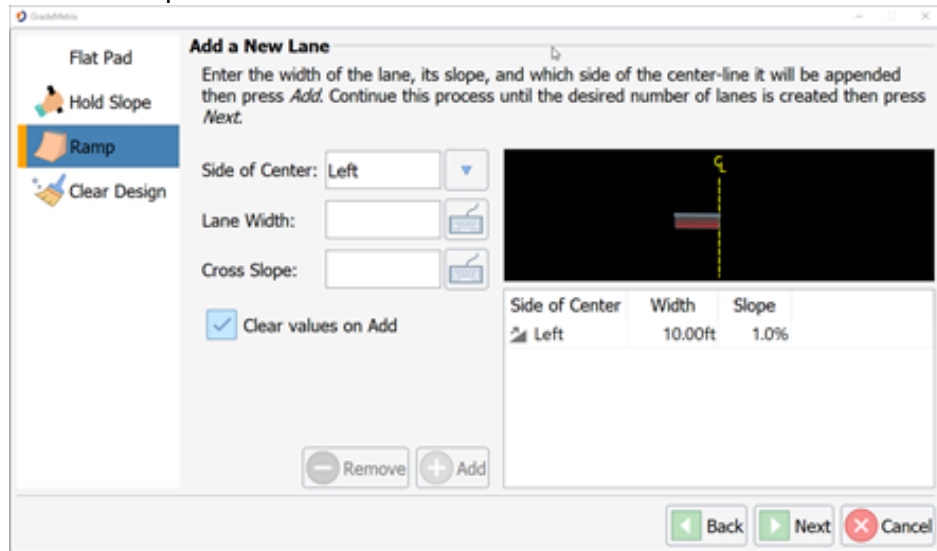 GradeMetrix
Flat Pad
Hold Slope
Ramp
Clear Design
Add a New Lane
Enter the width of the lane, its slope, and which side of the center-line it will be appended
then press Add. Continue this process until the desired number of lanes is created then press
Next.
Side of Center: Left
Lane Width:
Cross Slope:
Clear values on Add
Remove Add
Side of Center Width Slope
Left 10.00ft 1.0%
Back Next Cancel